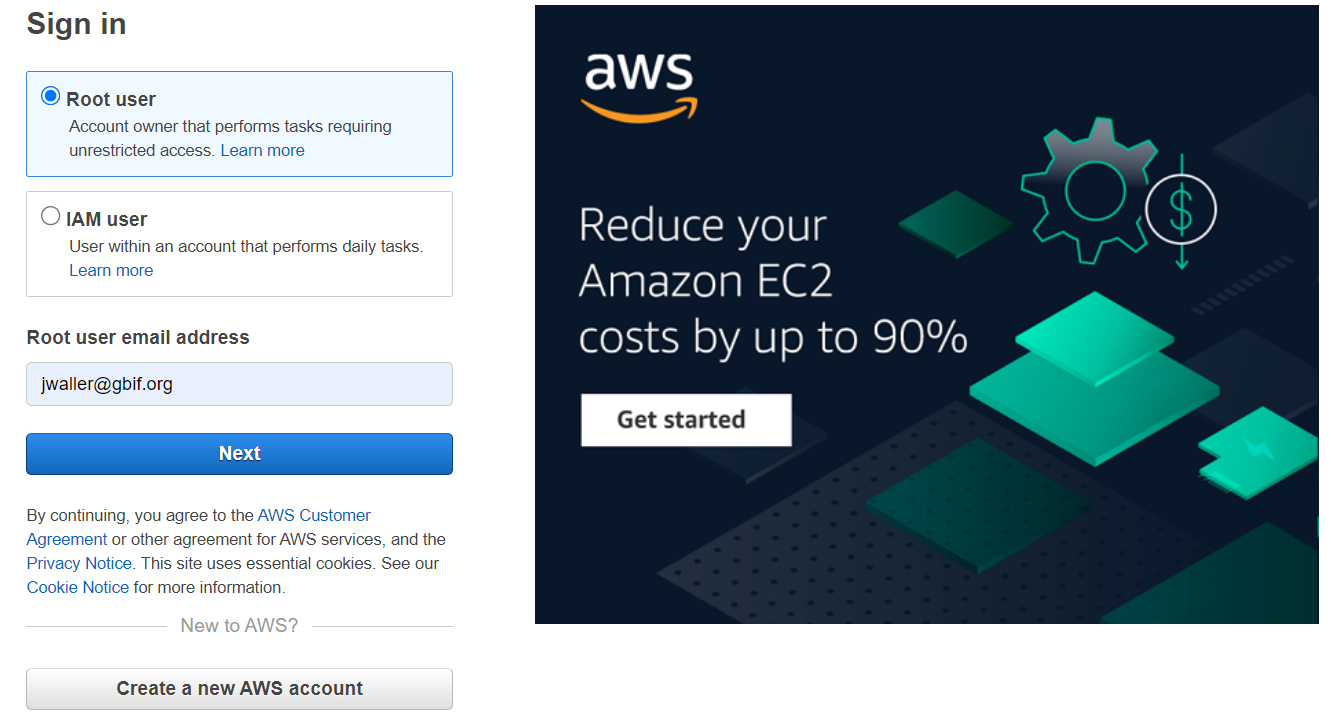 Sign in
Root user
Account owner that performs tasks requiring
unrestricted access. Learn more
IAM user
User within an account that performs daily tasks.
Learn more
Root user email address
jwaller@gbif.org
Next
By continuing, you agree to the AWS Customer
Agreement or other agreement for AWS services, and the
Privacy Notice. This site uses essential cookies. See our
Cookie Notice for more information.
New to AWS?
Create a new AWS account
aws
Reduce your
Amazon EC2
costs by up to 90%
Get started
$